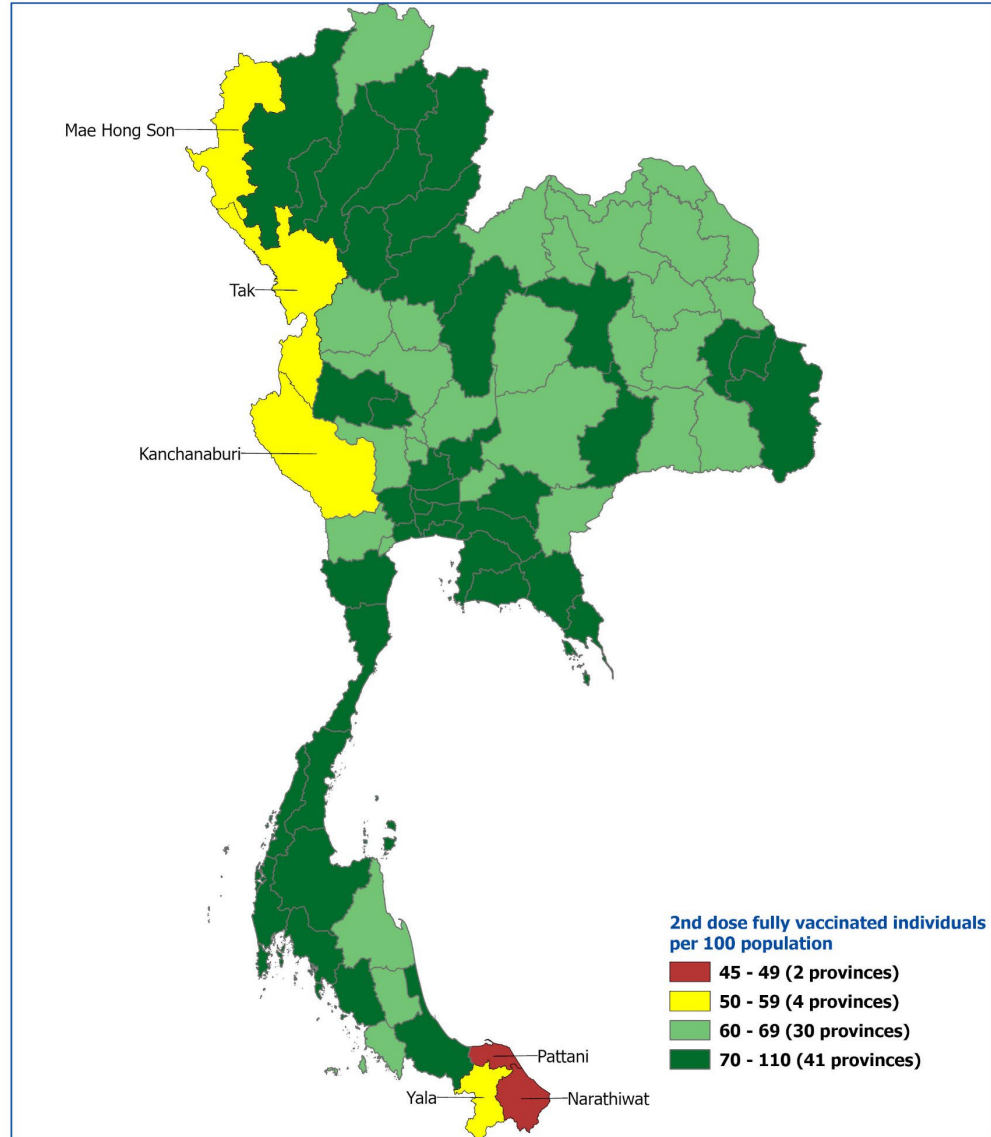 Mae Hong Son
Tak
Kanchanaburi
2nd dose fully vaccinated individuals
per 100 population
45 - 49 (2 provinces)
50 - 59 (4 provinces)
60 - 69 (30 provinces)
70 - 110 (41 provinces)
Pattani
Yala
Narathiwat